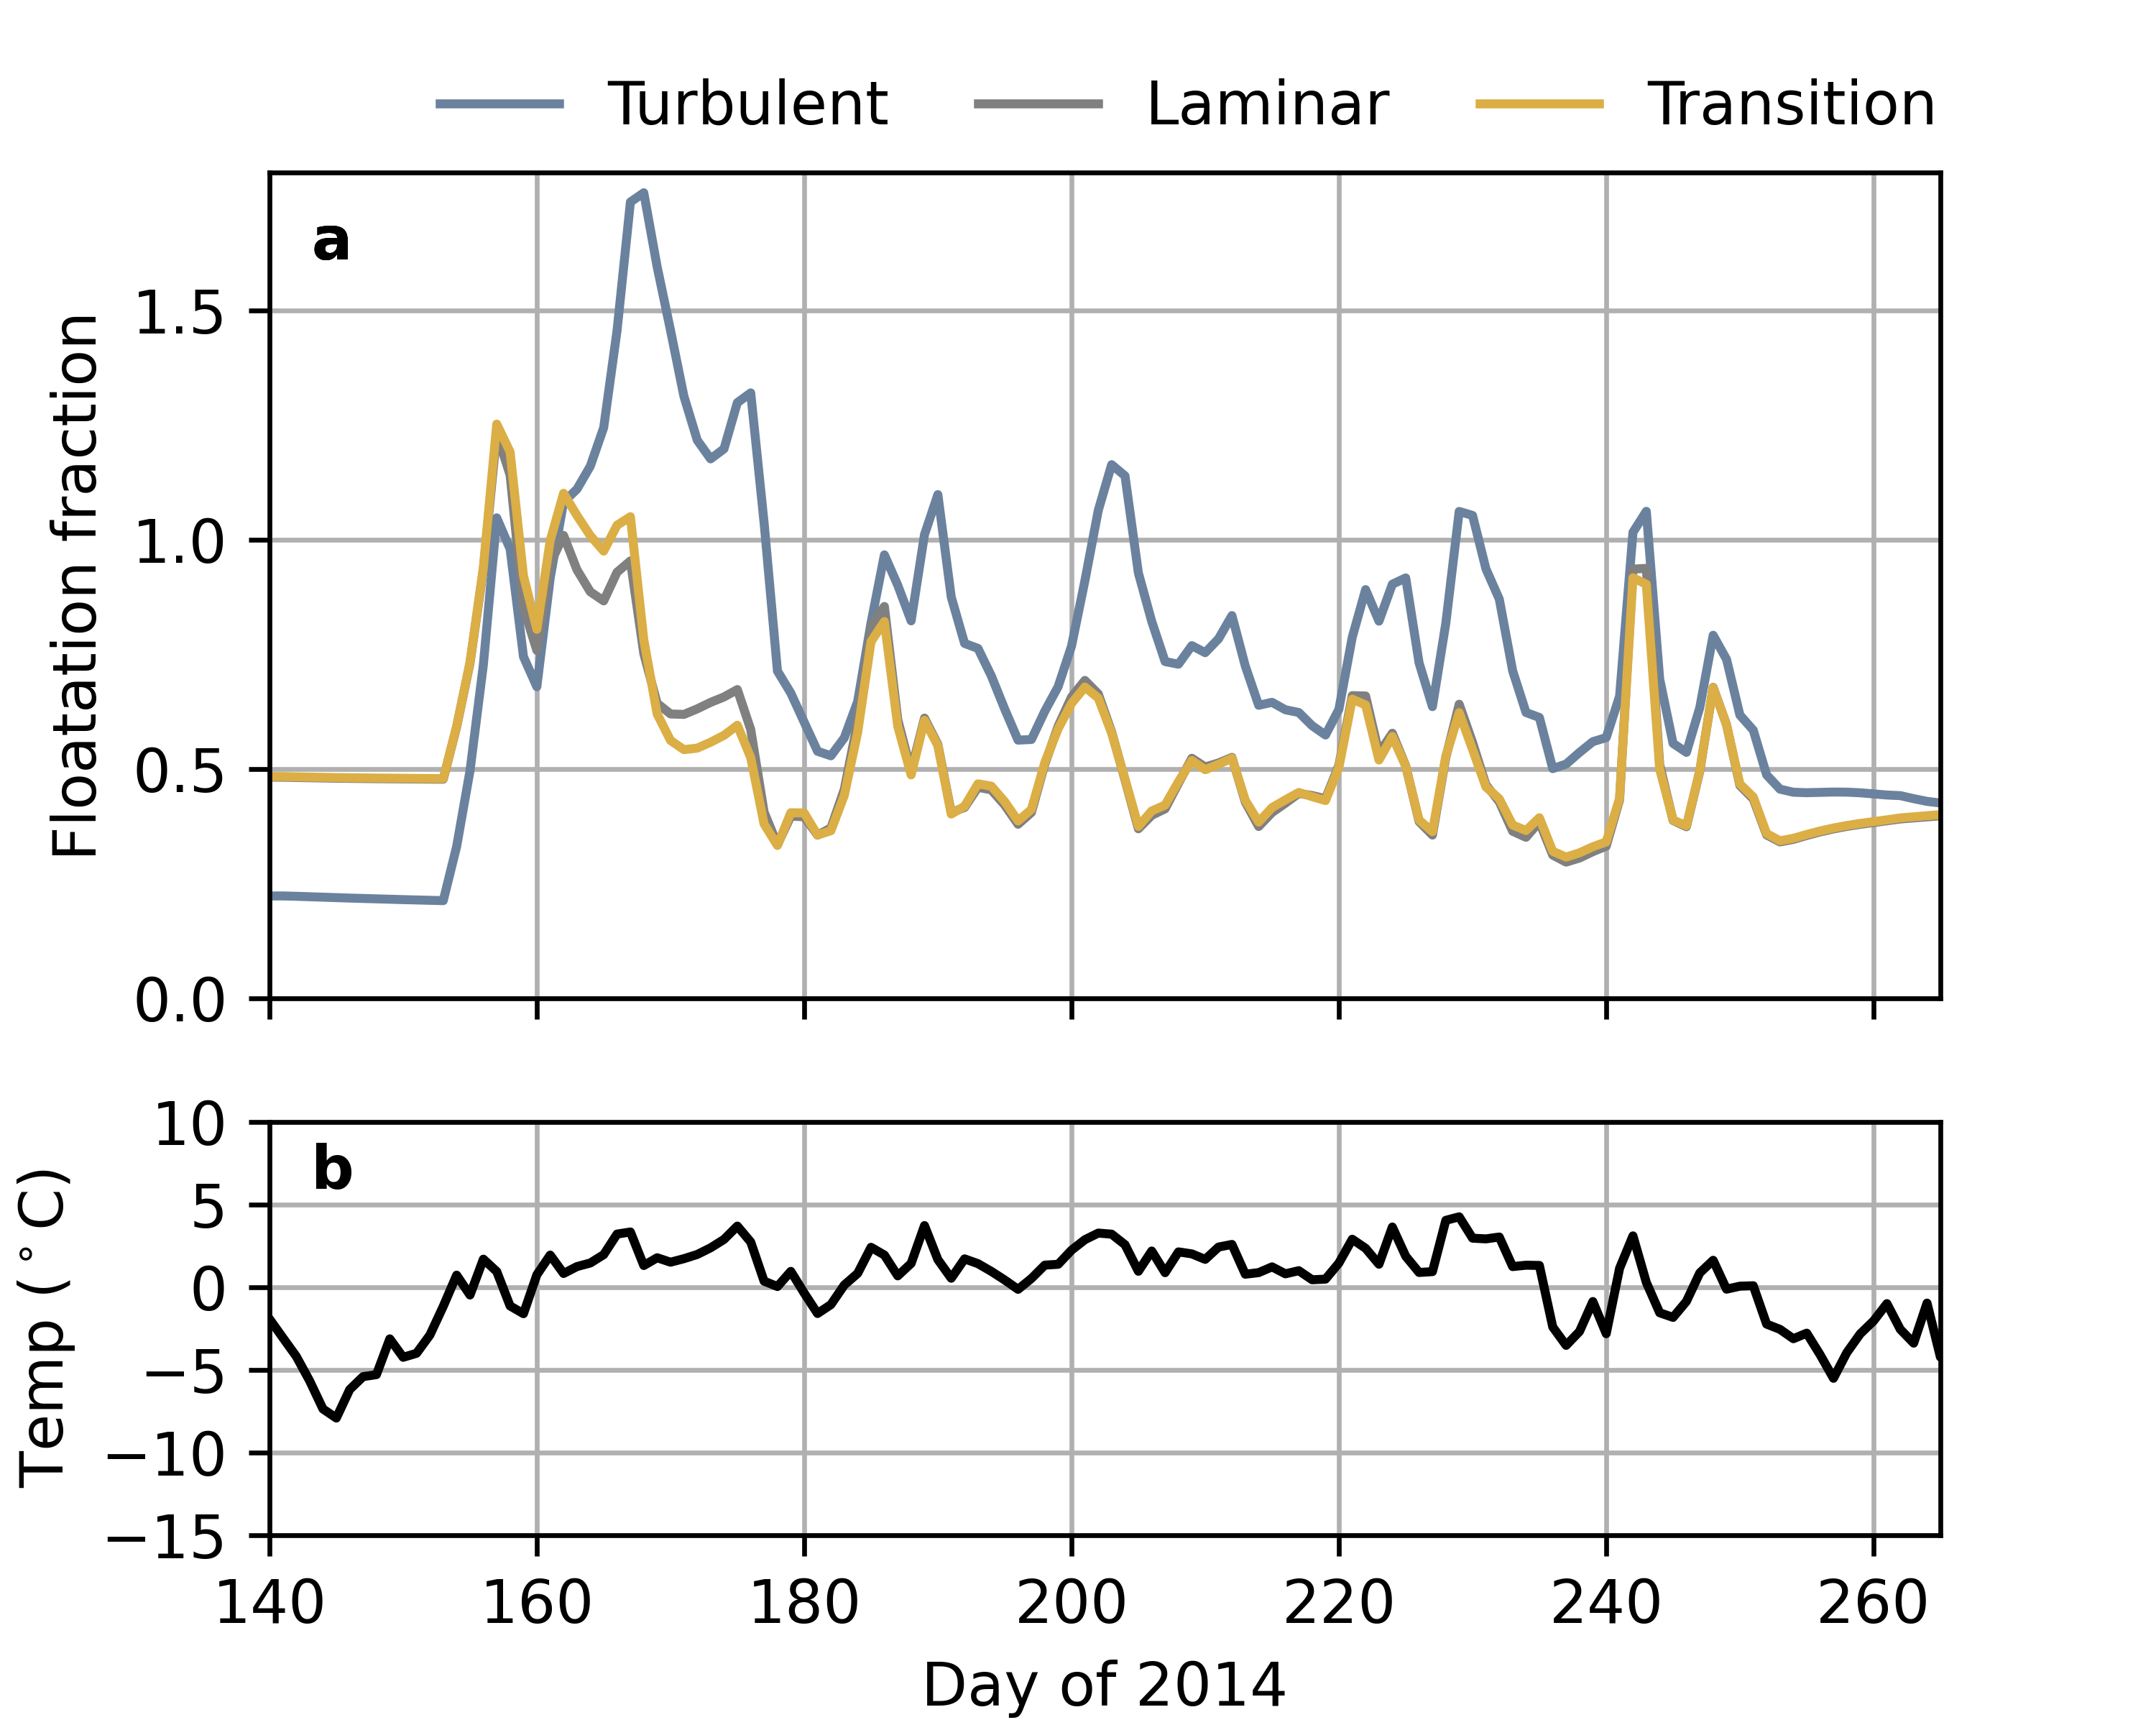 Turbulent Laminar Transition
a
Floatation fraction
1.5
1.0
0.5
0.0
b
Temp (°C)
10
5
0
−5
−10
−15
140 160 180 200 220 240 260
Day of 2014